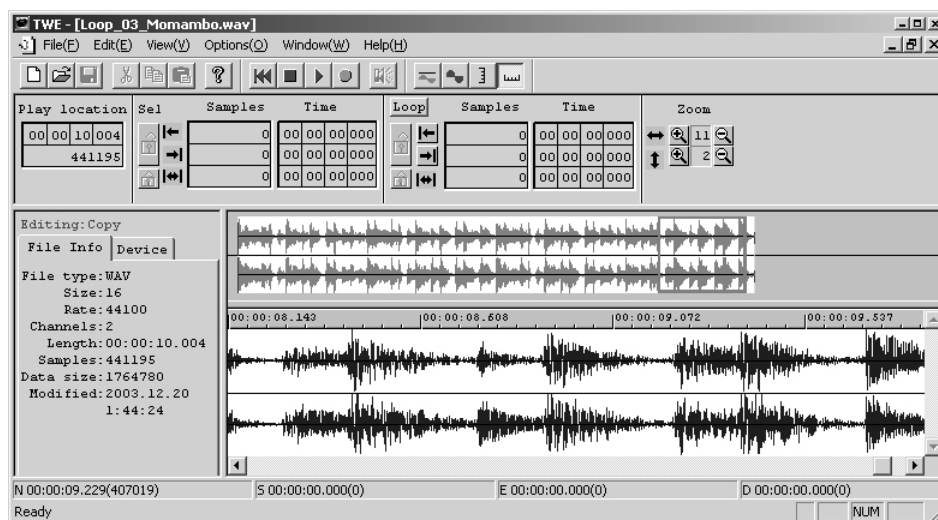 TWE - [Loop_03_Momambo.wav]
File(F) Edit(E) View(V) Options(O) Window(W) Help(H)
Play location Sel Samples Time Loop Samples Time Zoom
00 00 10 004 0 00 00 00 000 0 00 00 00 000 11
441195 0 00 00 00 000 0 00 00 00 000 2
0 00 00 00 000 0 00 00 00 000
Editing:Copy
File Info Device
File type:WAV
Size:16
Rate:44100
Channels:2
Length:00:00:10.004
Samples:441195
Data size:1764780
Modified:2003.12.20
1:44:24
00:00:08.143 00:00:08.608 00:00:09.072 00:00:09.537
N 00:00:09.229(407019) S 00:00:00.000(0) E 00:00:00.000(0) D 00:00:00.000(0)
Ready NUM